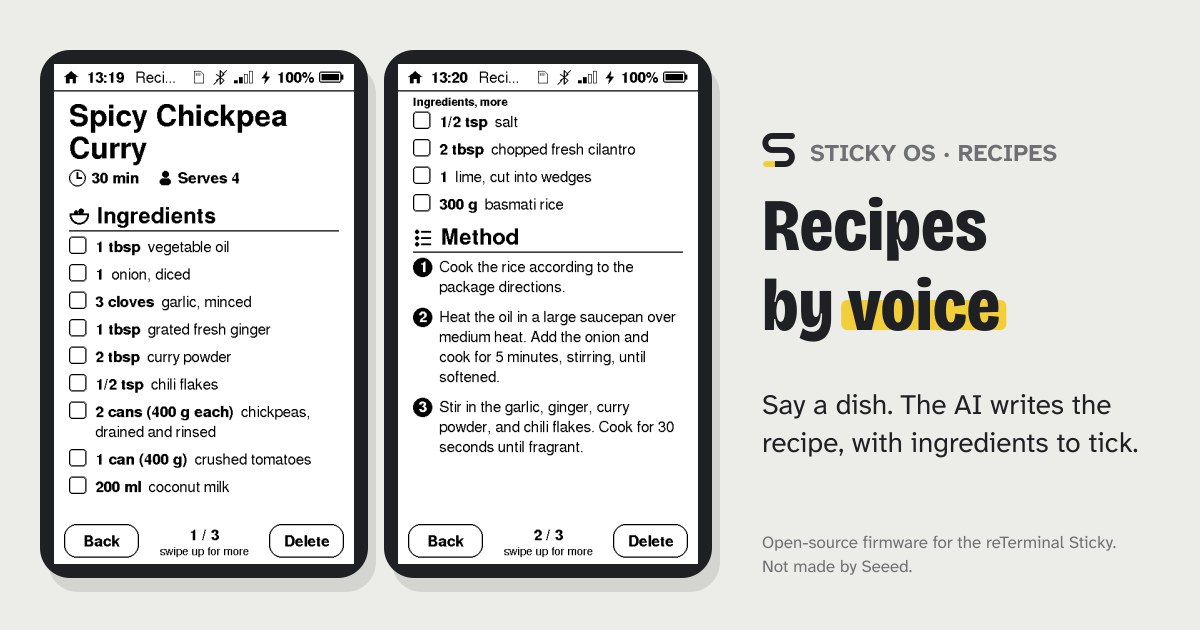 13:19 Reci... 100%
Spicy Chickpea
Curry
30 min Serves 4
Ingredients
1 tbsp vegetable oil
1 onion, diced
3 cloves garlic, minced
1 tbsp grated fresh ginger
2 tbsp curry powder
1/2 tsp chili flakes
2 cans (400 g each) chickpeas,
drained and rinsed
1 can (400 g) crushed tomatoes
200 ml coconut milk
Back
1 / 3
swipe up for more
Delete
13:20 Reci... 100%
Ingredients, more
1/2 tsp salt
2 tbsp chopped fresh cilantro
1 lime, cut into wedges
300 g basmati rice
Method
1 Cook the rice according to the
package directions.
2 Heat the oil in a large saucepan over
medium heat. Add the onion and
cook for 5 minutes, stirring, until
softened.
3 Stir in the garlic, ginger, curry
powder, and chili flakes. Cook for 30
seconds until fragrant.
Back
2 / 3
swipe up for more
Delete
STICKY OS · RECIPES
Recipes
by voice
Say a dish. The AI writes the
recipe, with ingredients to tick.
Open-source firmware for the reTerminal Sticky.
Not made by Seeed.